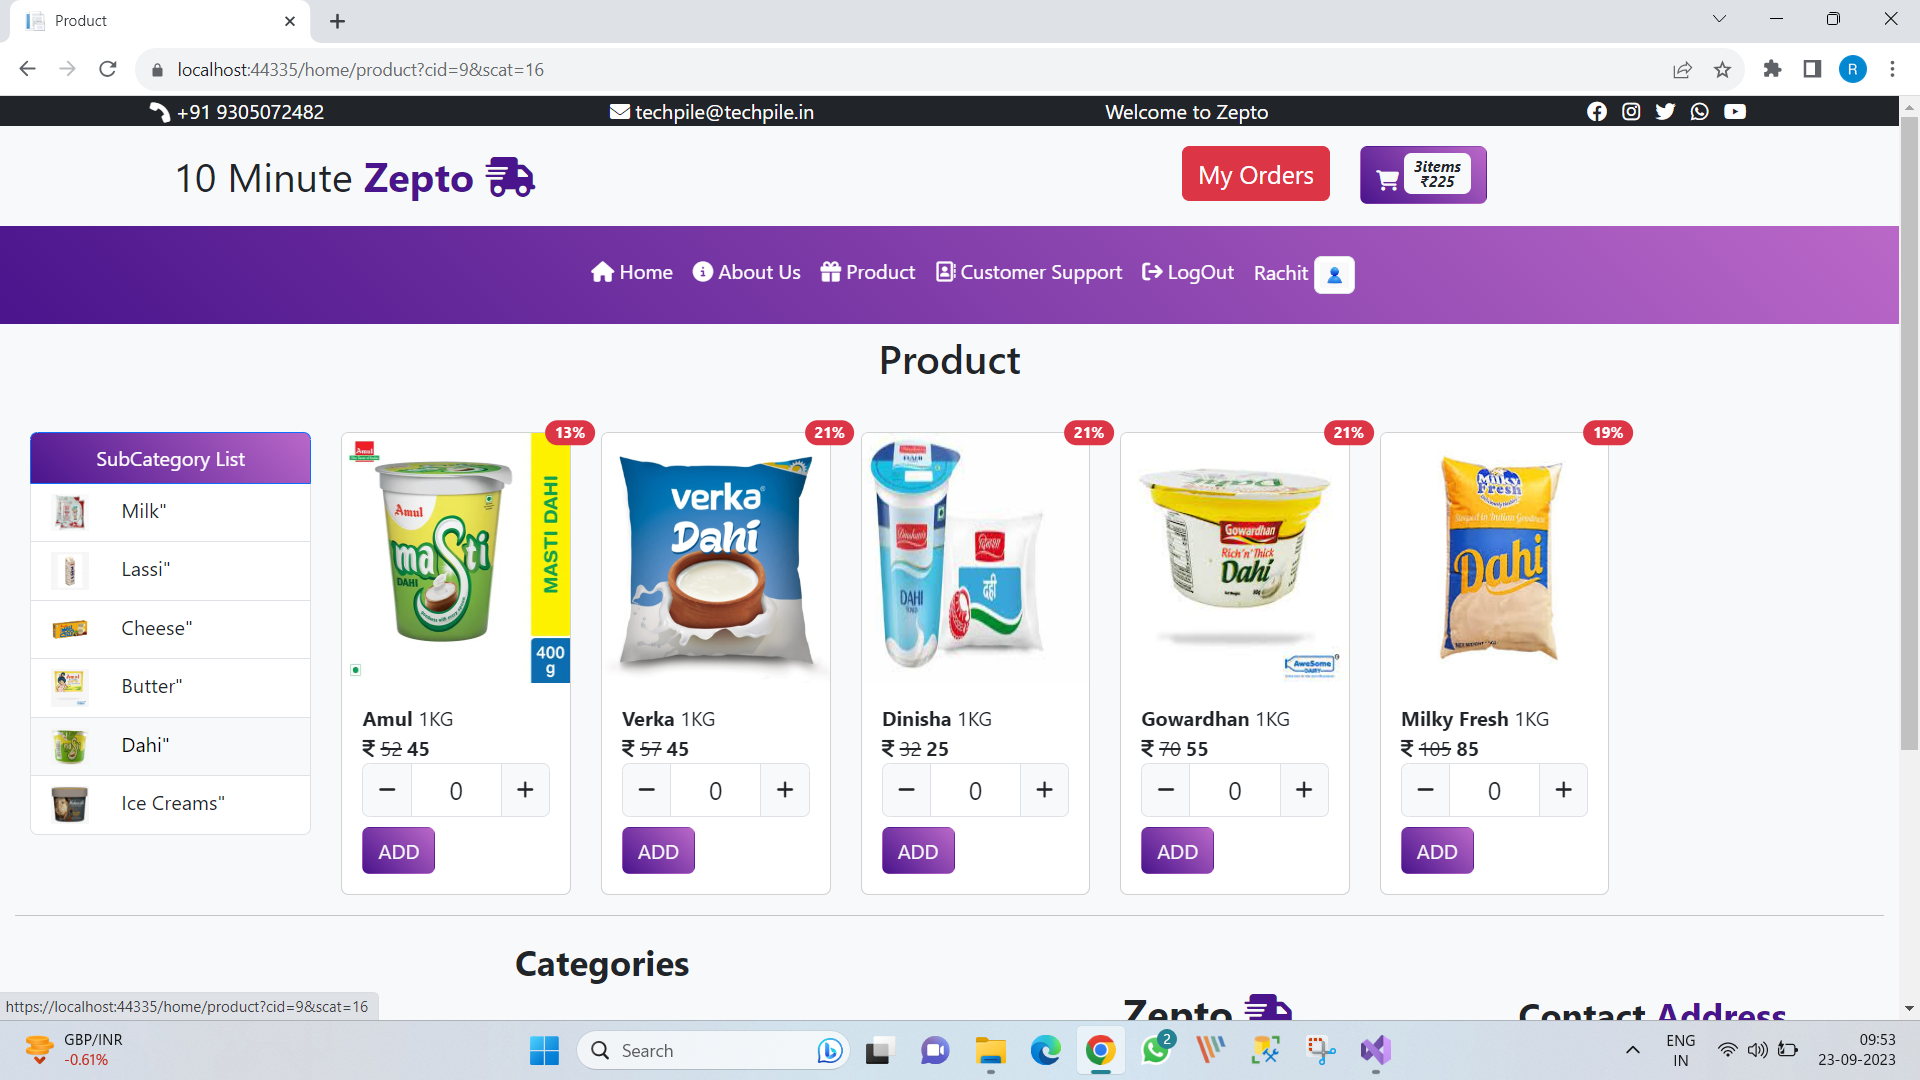 Product
localhost:44335/home/product?cid=9&scat=16
R
+91 9305072482
techpile@techpile.in
Welcome to Zepto
10 Minute Zepto
My Orders
3items
₹225
Home
About Us
Product
Customer Support
LogOut
Rachit
Product
SubCategory List
Milk"
Lassi"
Cheese"
Butter"
Dahi"
Ice Creams"
13%
Amul
Amul
masti
DAHI
MASTI DAHI
400
g
Amul 1KG
₹ 52 45
0
ADD
21%
verka
Dahi
Verka 1KG
₹ 57 45
0
ADD
21%
DAHI
दही
Dinisha 1KG
₹ 32 25
0
ADD
21%
Gowardhan
Rich'n'Thick
Dahi
AweSome
DAIRY
Gowardhan 1KG
₹ 70 55
0
ADD
19%
Milky
Fresh
Dahi
Milky Fresh 1KG
₹ 105 85
0
ADD
Categories
Zepto
Contact Address
https://localhost:44335/home/product?cid=9&scat=16
GBP/INR
-0.61%
Search
2
ENG
IN
09:53
23-09-2023